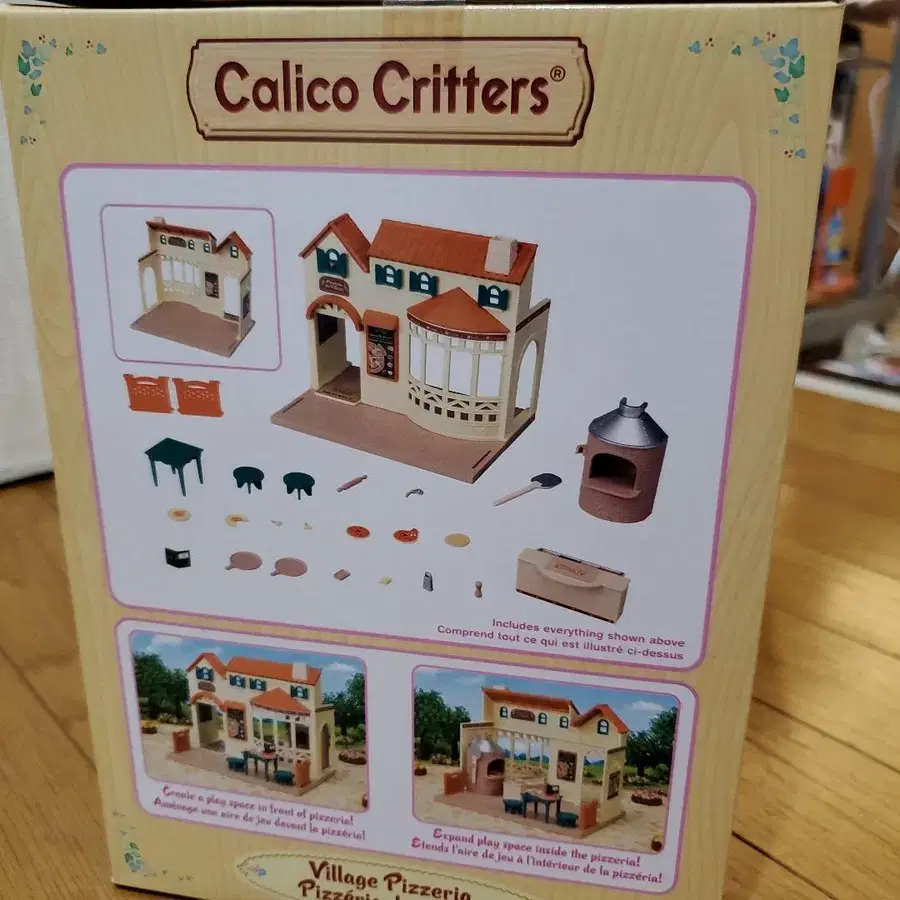 Calico Critters®
Includes everything shown above
Comprend tout ce qui est illustré ci-dessus
Create a play space in front of pizzeria!
Aménage une aire de jeu devant la pizzéria!
Expand play space inside the pizzeria!
Étends l'aire de jeu à l'intérieur de la pizzéria!
Village Pizzeria